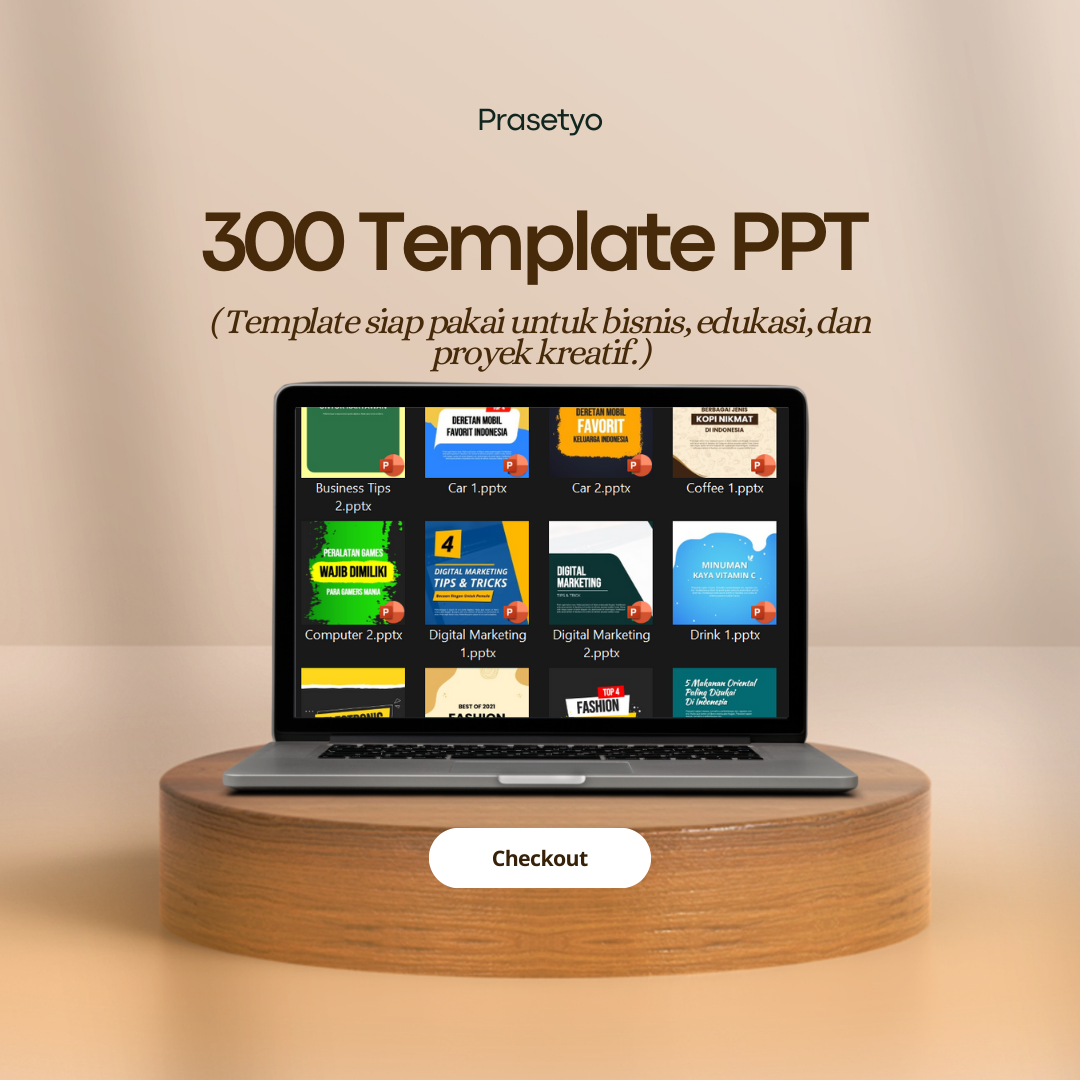 Prasetyo
300 Template PPT
( Template siap pakai untuk bisnis, edukasi, dan
proyek kreatif.)
DERETAN MOBIL
FAVORIT INDONESIA
DERETAN MOBIL
FAVORIT
KELUARGA INDONESIA
BERBAGAI JENIS
KOPI NIKMAT
DI INDONESIA
P
P
P
P
Business Tips
2.pptx
Car 1.pptx
Car 2.pptx
Coffee 1.pptx
PERALATAN GAMES
WAJIB DIMILIKI
PARA GAMERS MANIA
4
DIGITAL MARKETING
TIPS & TRICKS
DIGITAL
MARKETING
TIPS & TRICK
MINUMAN
KAYA VITAMIN C
P
P
P
P
Computer 2.pptx
Digital Marketing
1.pptx
Digital Marketing
2.pptx
Drink 1.pptx
BEST OF 2021
FASHION
TOP 4
FASHION
5 Makanan Oriental
Paling Disukai
Di Indonesia
Checkout